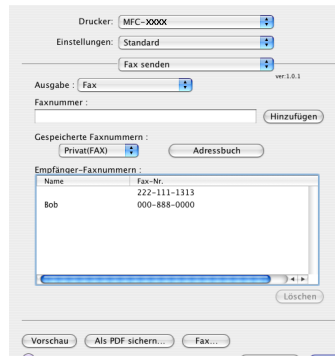 Drucker: MFC-XXXX
Einstellungen: Standard
Fax senden
ver:1.0.1
Ausgabe : Fax
Faxnummer :
Hinzufügen
Gespeicherte Faxnummern :
Privat(FAX) Adressbuch
Empfänger-Faxnummern :
Name Fax-Nr.
222-111-1313
Bob 000-888-0000
Löschen
Vorschau Als PDF sichern... Fax...